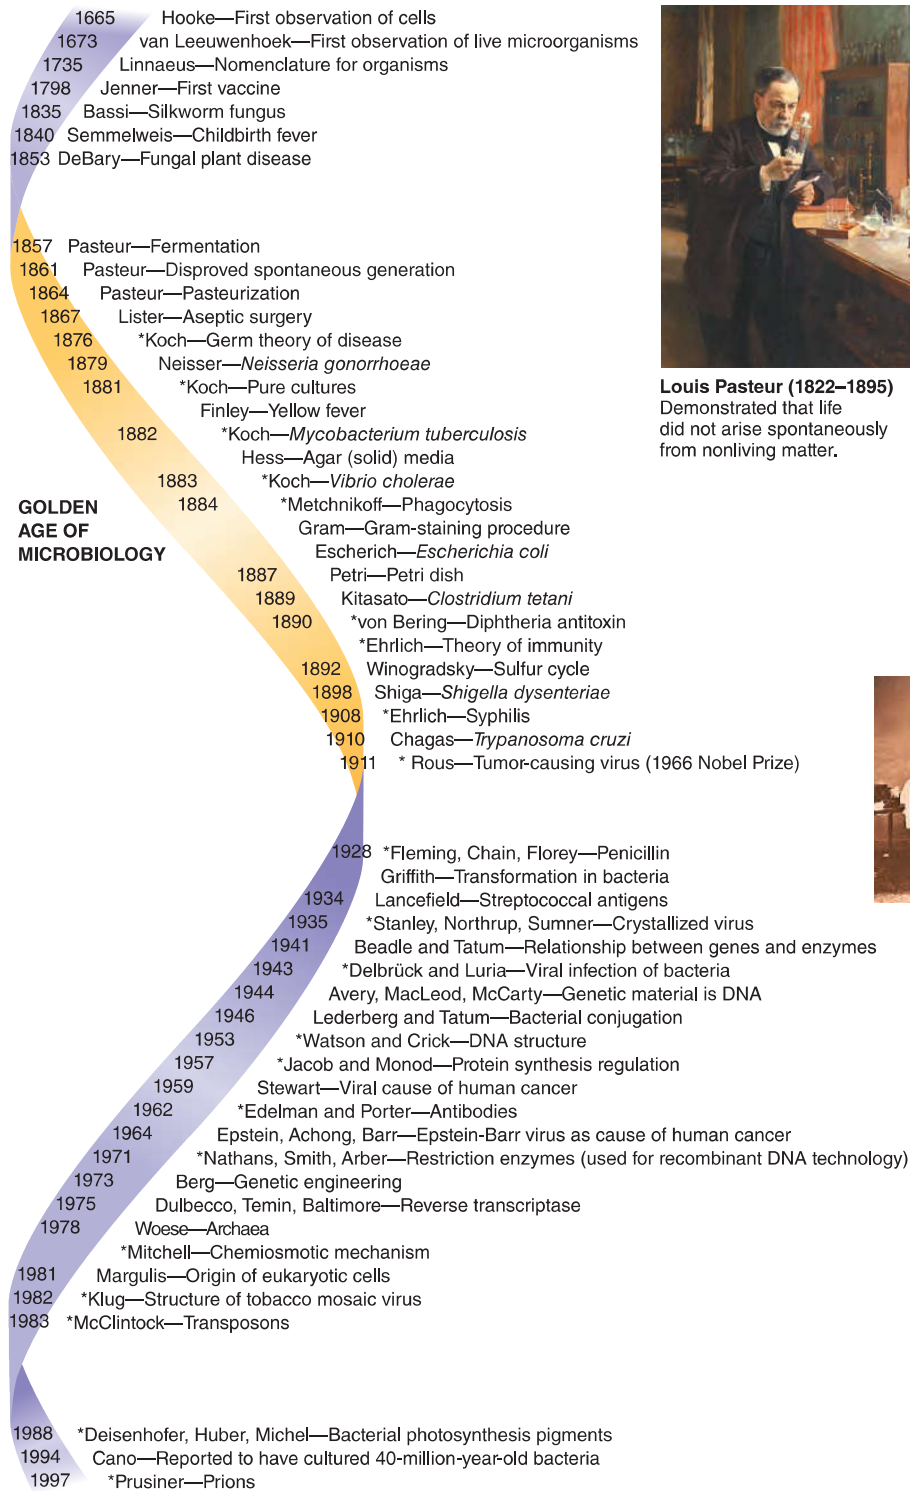 1665 Hooke—First observation of cells
1673 van Leeuwenhoek—First observation of live microorganisms
1735 Linnaeus—Nomenclature for organisms
1798 Jenner—First vaccine
1835 Bassi—Silkworm fungus
1840 Semmelweis—Childbirth fever
1853 DeBary—Fungal plant disease
1857 Pasteur—Fermentation
1861 Pasteur—Disproved spontaneous generation
1864 Pasteur—Pasteurization
1867 Lister—Aseptic surgery
1876 *Koch—Germ theory of disease
1879 Neisser—Neisseria gonorrhoeae
1881 *Koch—Pure cultures
Finley—Yellow fever
1882 *Koch—Mycobacterium tuberculosis
Hess—Agar (solid) media
1883 *Koch—Vibrio cholerae
1884 *Metchnikoff—Phagocytosis
Gram—Gram-staining procedure
Escherich—Escherichia coli
1887 Petri—Petri dish
1889 Kitasato—Clostridium tetani
1890 *von Bering—Diphtheria antitoxin
*Ehrlich—Theory of immunity
1892 Winogradsky—Sulfur cycle
1898 Shiga—Shigella dysenteriae
1908 *Ehrlich—Syphilis
1910 Chagas—Trypanosoma cruzi
1911 * Rous—Tumor-causing virus (1966 Nobel Prize)
GOLDEN
AGE OF
MICROBIOLOGY
Louis Pasteur (1822–1895)
Demonstrated that life
did not arise spontaneously
from nonliving matter.
1928 *Fleming, Chain, Florey—Penicillin
Griffith—Transformation in bacteria
1934 Lancefield—Streptococcal antigens
1935 *Stanley, Northrup, Sumner—Crystallized virus
1941 Beadle and Tatum—Relationship between genes and enzymes
1943 *Delbrück and Luria—Viral infection of bacteria
1944 Avery, MacLeod, McCarty—Genetic material is DNA
1946 Lederberg and Tatum—Bacterial conjugation
1953 *Watson and Crick—DNA structure
1957 *Jacob and Monod—Protein synthesis regulation
1959 Stewart—Viral cause of human cancer
1962 *Edelman and Porter—Antibodies
1964 Epstein, Achong, Barr—Epstein-Barr virus as cause of human cancer
1971 *Nathans, Smith, Arber—Restriction enzymes (used for recombinant DNA technology)
1973 Berg—Genetic engineering
1975 Dulbecco, Temin, Baltimore—Reverse transcriptase
1978 Woese—Archaea
*Mitchell—Chemiosmotic mechanism
1981 Margulis—Origin of eukaryotic cells
1982 *Klug—Structure of tobacco mosaic virus
1983 *McClintock—Transposons
1988 *Deisenhofer, Huber, Michel—Bacterial photosynthesis pigments
1994 Cano—Reported to have cultured 40-million-year-old bacteria
1997 *Prusiner—Prions